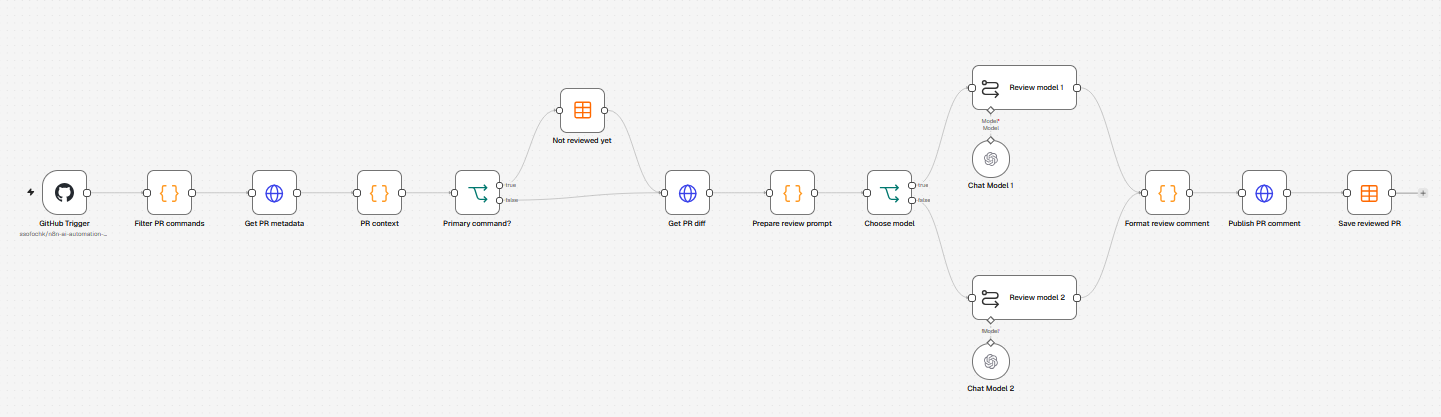 Review model 1
Model*
Model
Chat Model 1
Not reviewed yet
true
false
GitHub Trigger
Filter PR commands
Get PR metadata
PR context
Primary command?
Get PR diff
Prepare review prompt
true
false
Choose model
Format review comment
Publish PR comment
Save reviewed PR
Review model 2
Chat Model 2